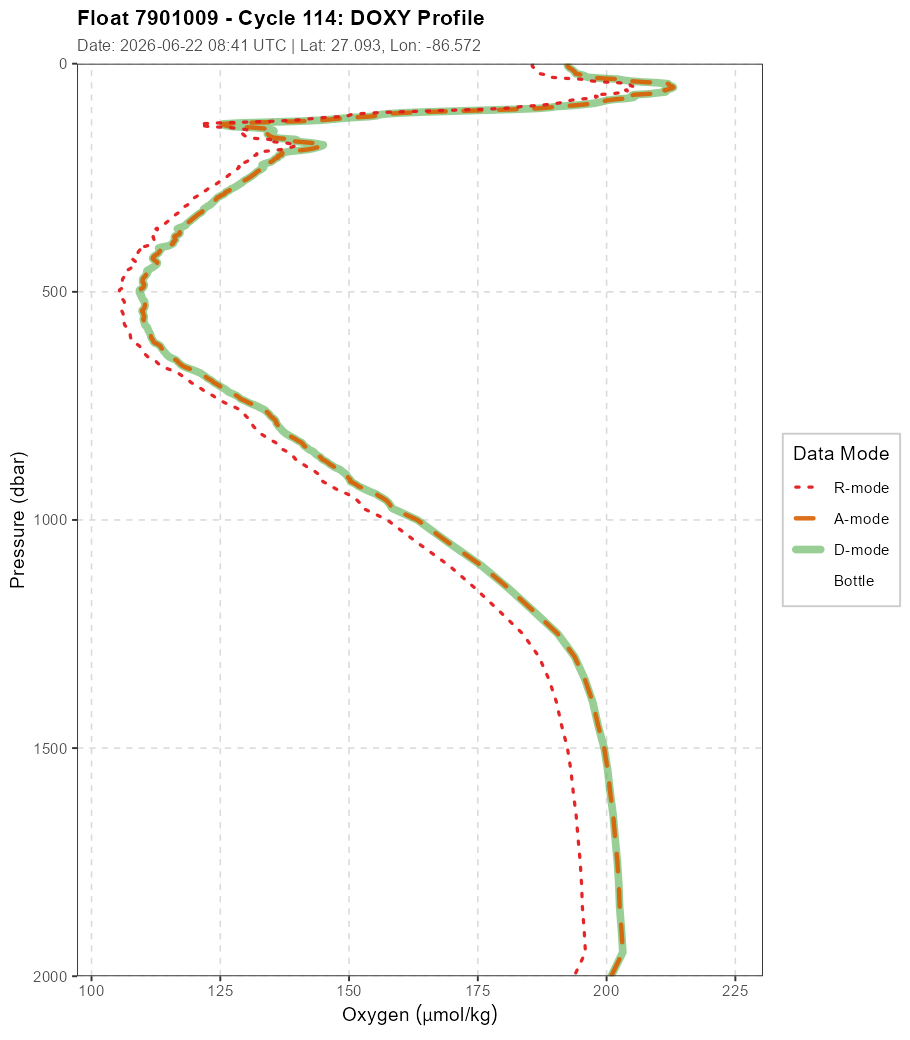 Float 7901009 - Cycle 114: DOXY Profile
Date: 2026-06-22 08:41 UTC | Lat: 27.093, Lon: -86.572
0
500
1000
1500
2000
Pressure (dbar)
100 125 150 175 200 225
Oxygen (μmol/kg)
Data Mode
R-mode
A-mode
D-mode
Bottle